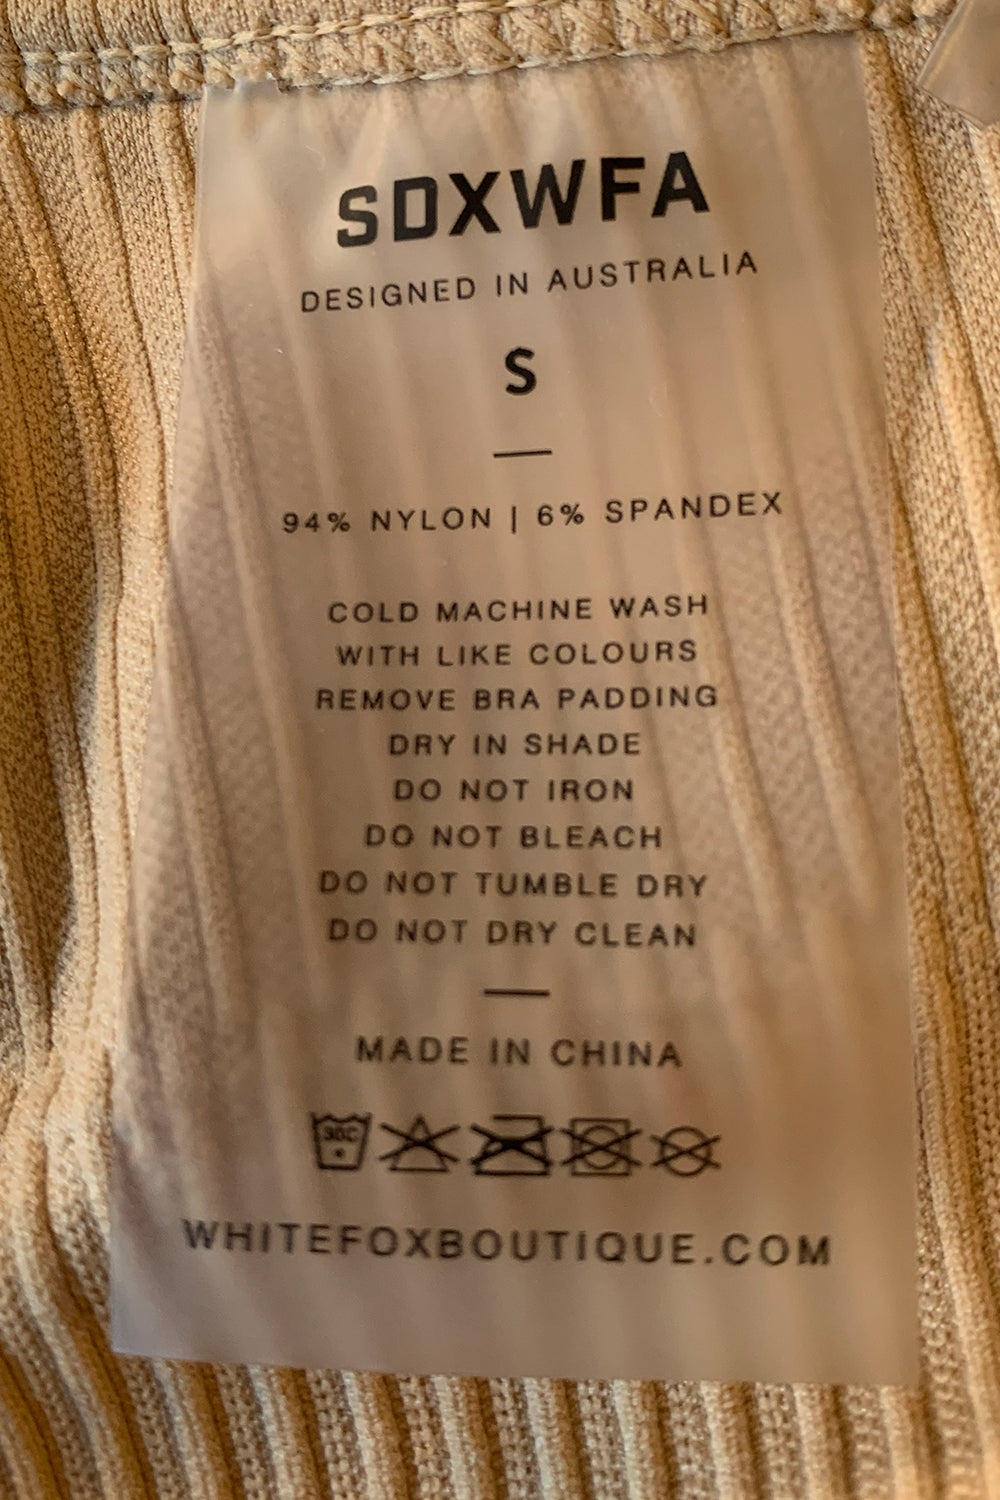 SDXWFA
DESIGNED IN AUSTRALIA
S
94% NYLON | 6% SPANDEX
COLD MACHINE WASH
WITH LIKE COLOURS
REMOVE BRA PADDING
DRY IN SHADE
DO NOT IRON
DO NOT BLEACH
DO NOT TUMBLE DRY
DO NOT DRY CLEAN
MADE IN CHINA
30C
WHITEFOXBOUTIQUE.COM